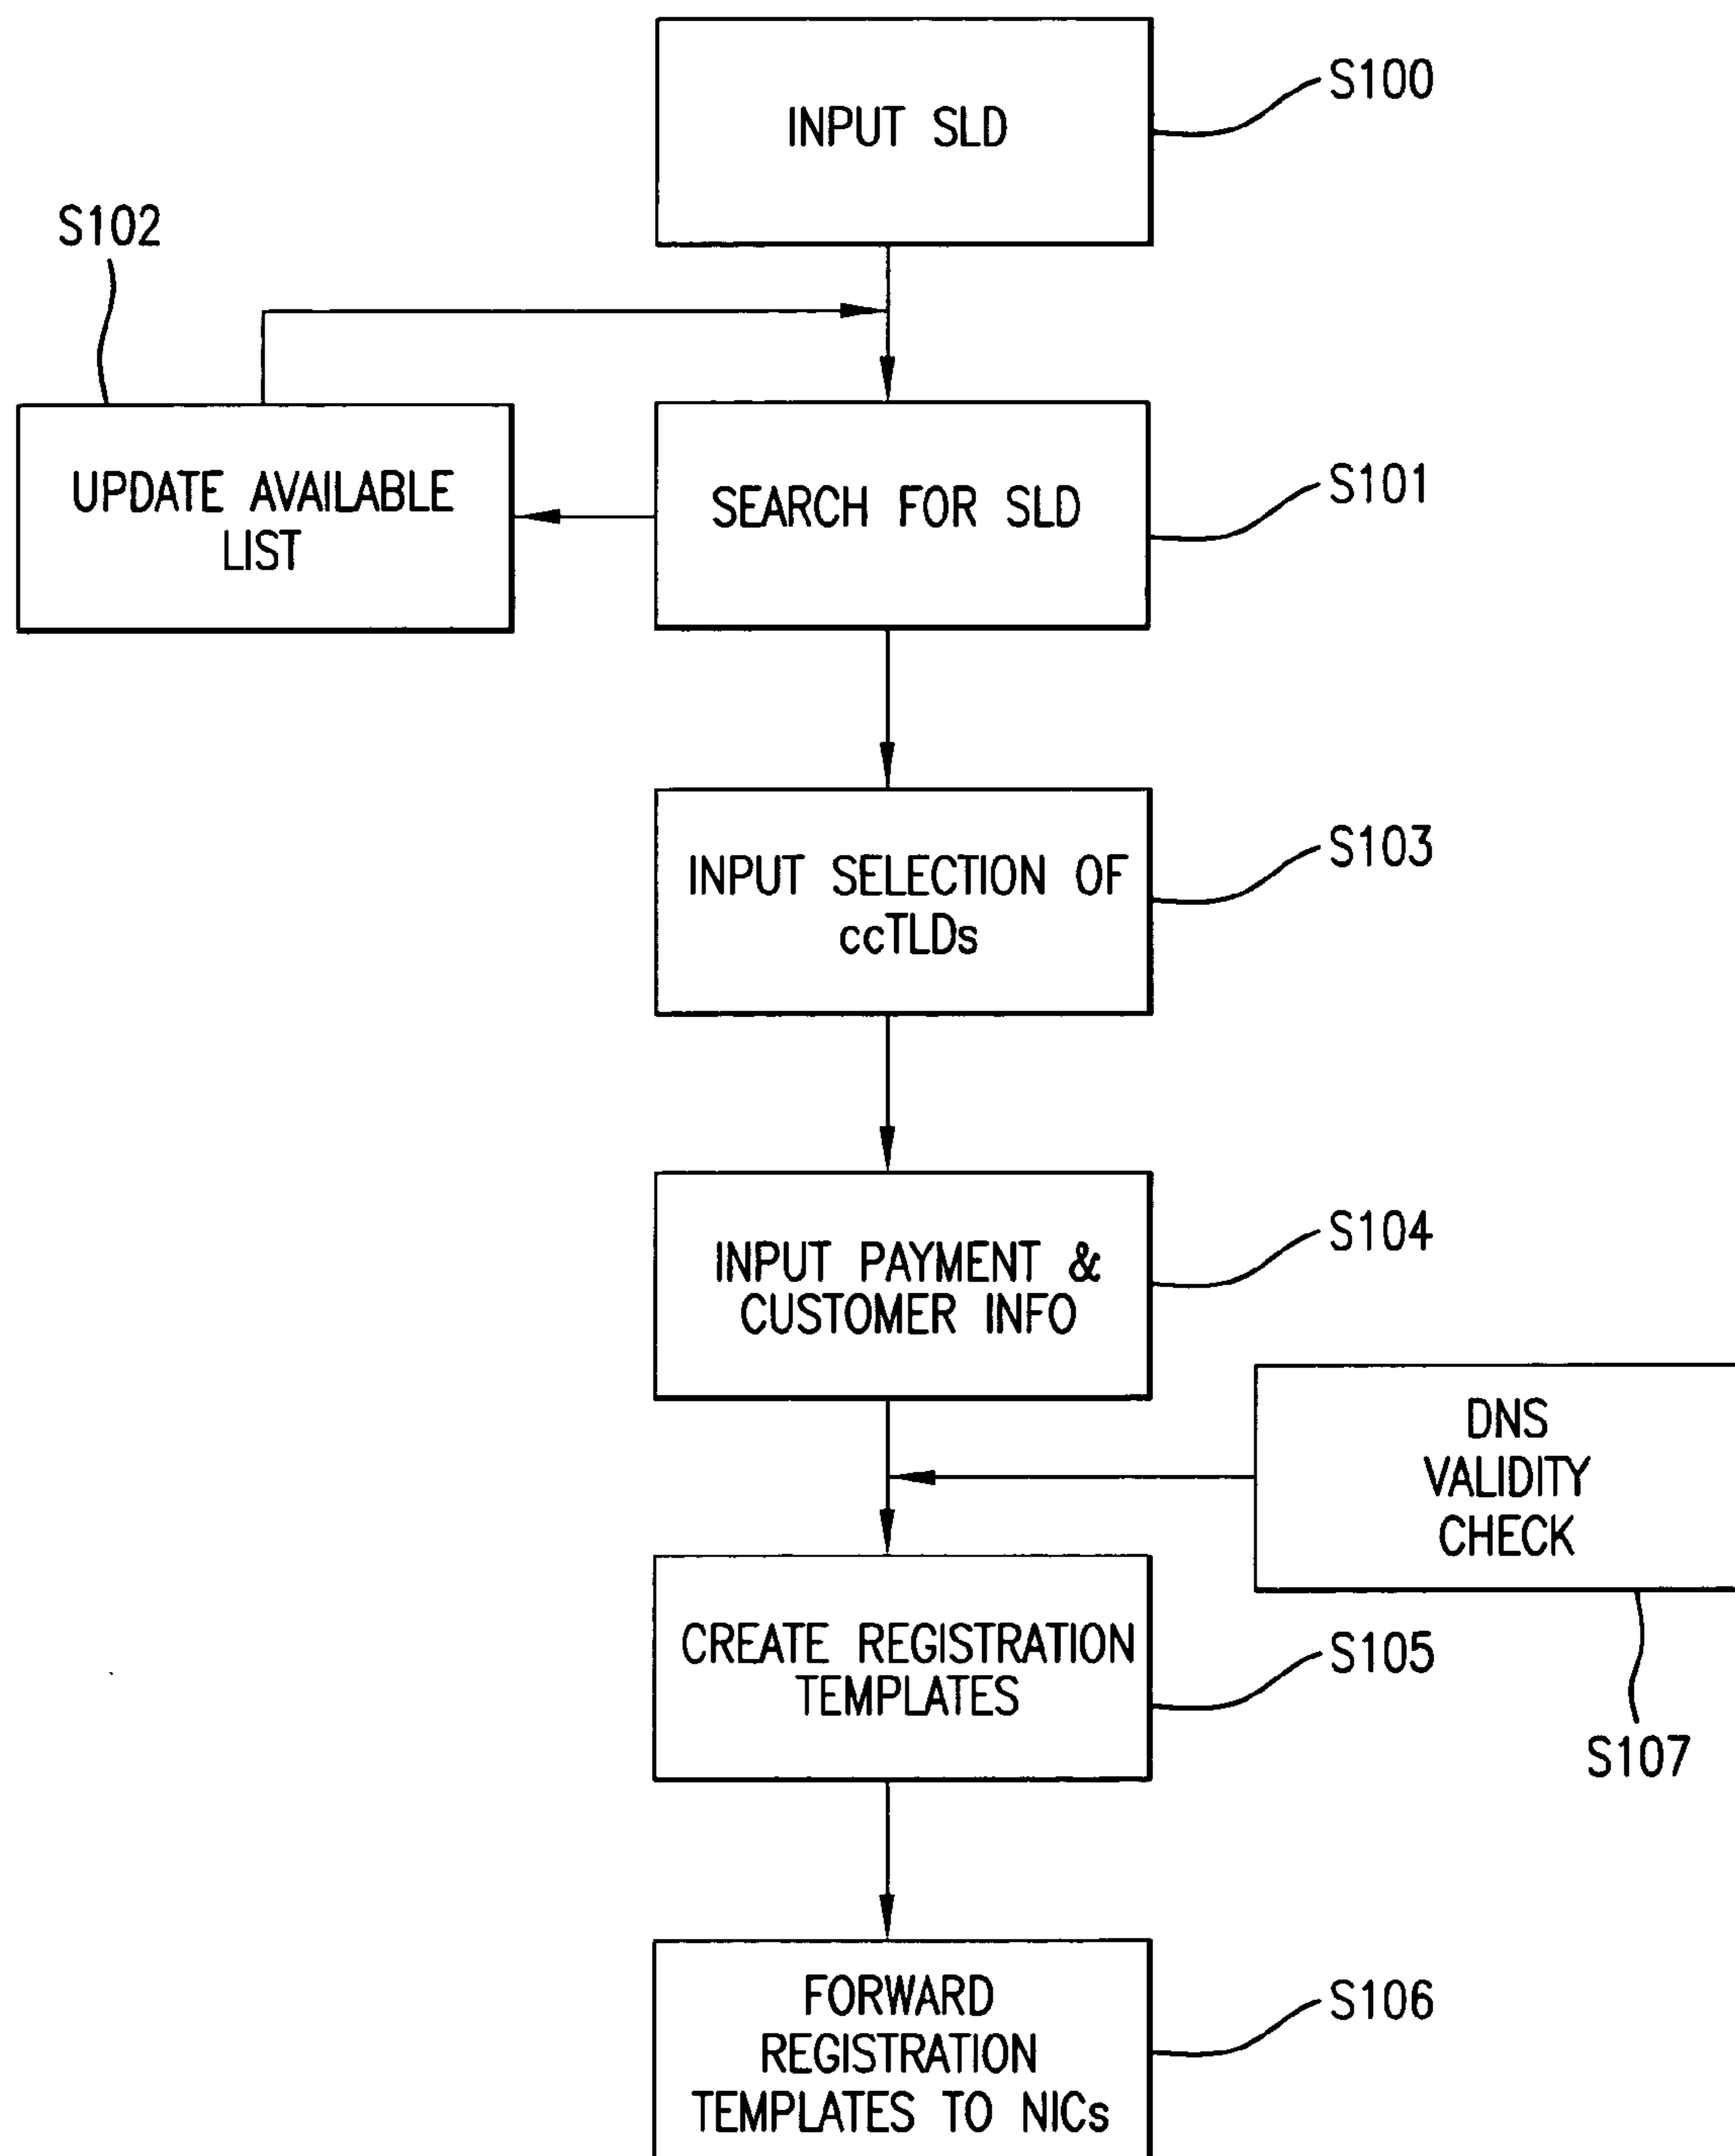 INPUT SLD
S100
S102
UPDATE AVAILABLE
LIST
SEARCH FOR SLD
S101
INPUT SELECTION OF
ccTLDs
S103
INPUT PAYMENT &
CUSTOMER INFO
S104
DNS
VALIDITY
CHECK
S107
CREATE REGISTRATION
TEMPLATES
S105
FORWARD
REGISTRATION
TEMPLATES TO NICs
S106